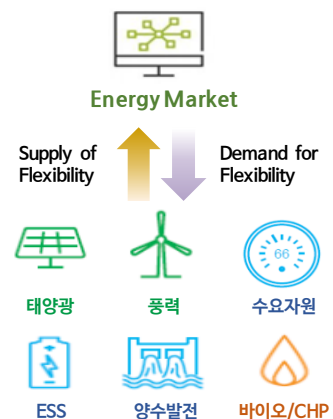 Energy Market
Supply of
Flexibility
Demand for
Flexibility
66
태양광
풍력
수요자원
ESS
양수발전
바이오/CHP